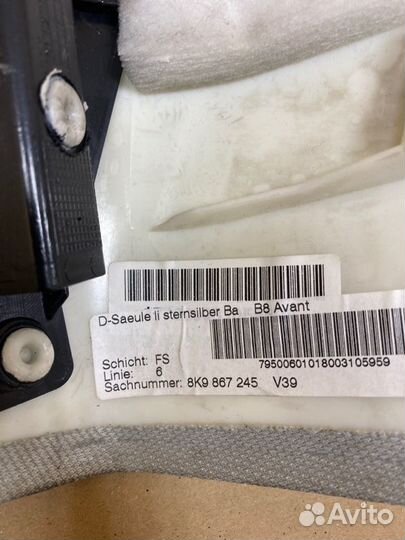 D-Saeule li sternsilber Ba B8 Avant
Schicht: FS
Linie: 6
Sachnummer: 8K9 867 245 V39
79500601018003105959
Avito